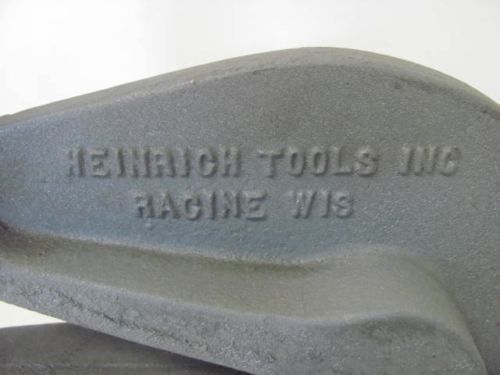 HEINRICH TOOLS INC
RACINE WIS